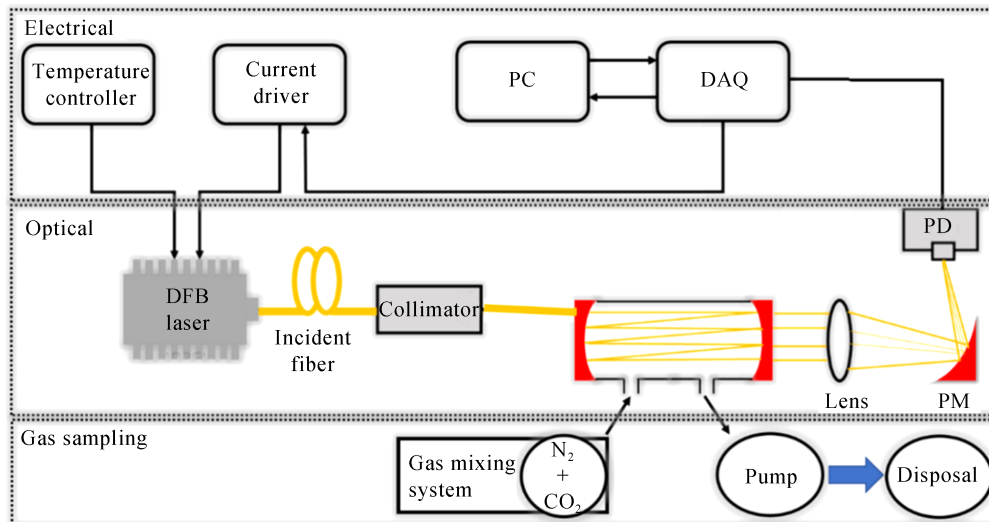 Electrical
Temperature
controller
Current
driver
PC
DAQ
Optical
PD
DFB
laser
Incident
fiber
Collimator
Lens
PM
Gas sampling
Gas mixing
system
N₂
+
CO₂
Pump
Disposal